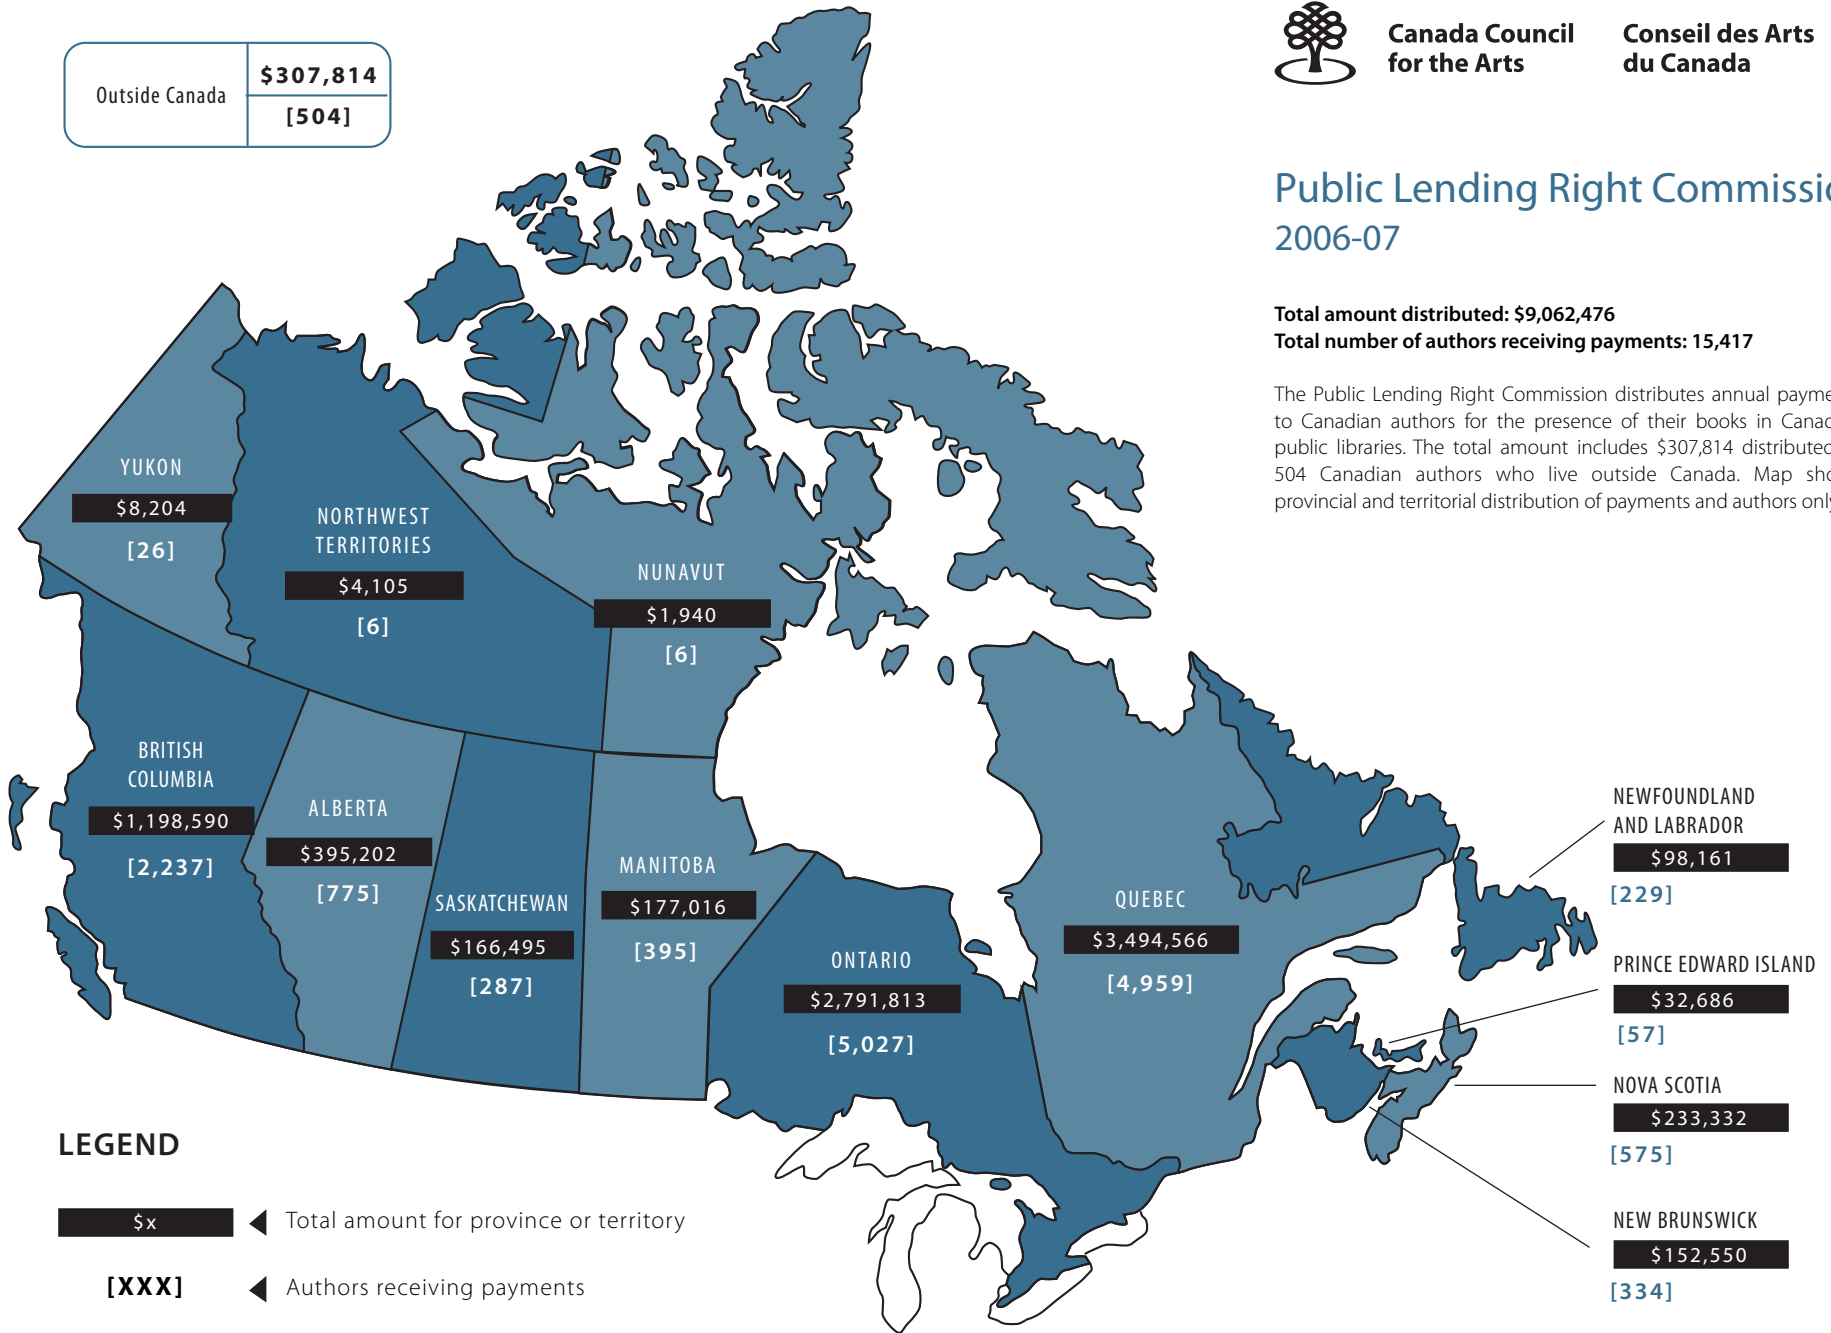 Outside Canada
$307,814
[504]
Canada Council
for the Arts
Conseil des Arts
du Canada
Public Lending Right Commissio
2006-07
Total amount distributed: $9,062,476
Total number of authors receiving payments: 15,417
The Public Lending Right Commission distributes annual payme
to Canadian authors for the presence of their books in Canad
public libraries. The total amount includes $307,814 distributed
504 Canadian authors who live outside Canada. Map sho
provincial and territorial distribution of payments and authors only
YUKON
$8,204
[26]
NORTHWEST
TERRITORIES
$4,105
[6]
NUNAVUT
$1,940
[6]
BRITISH
COLUMBIA
$1,198,590
[2,237]
ALBERTA
$395,202
[775]
SASKATCHEWAN
$166,495
[287]
MANITOBA
$177,016
[395]
ONTARIO
$2,791,813
[5,027]
QUEBEC
$3,494,566
[4,959]
NEWFOUNDLAND
AND LABRADOR
$98,161
[229]
PRINCE EDWARD ISLAND
$32,686
[57]
NOVA SCOTIA
$233,332
[575]
NEW BRUNSWICK
$152,550
[334]
LEGEND
$x
Total amount for province or territory
[XXX]
Authors receiving payments